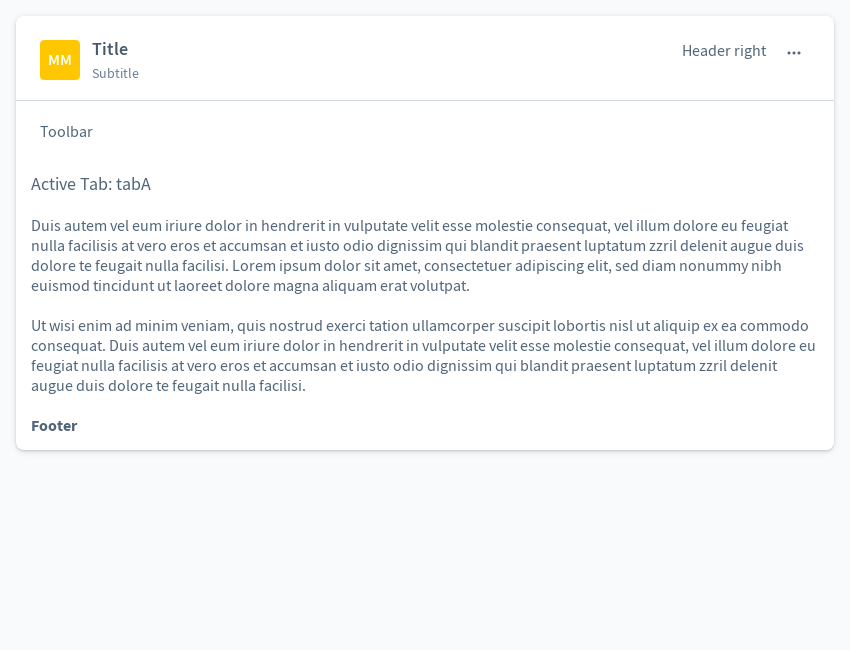 MM
Title
Subtitle
Header right
Toolbar
Active Tab: tabA
Duis autem vel eum iriure dolor in hendrerit in vulputate velit esse molestie consequat, vel illum dolore eu feugiat
nulla facilisis at vero eros et accumsan et iusto odio dignissim qui blandit praesent luptatum zzril delenit augue duis
dolore te feugait nulla facilisi. Lorem ipsum dolor sit amet, consectetuer adipiscing elit, sed diam nonummy nibh
euismod tincidunt ut laoreet dolore magna aliquam erat volutpat.
Ut wisi enim ad minim veniam, quis nostrud exerci tation ullamcorper suscipit lobortis nisl ut aliquip ex ea commodo
consequat. Duis autem vel eum iriure dolor in hendrerit in vulputate velit esse molestie consequat, vel illum dolore eu
feugiat nulla facilisis at vero eros et accumsan et iusto odio dignissim qui blandit praesent luptatum zzril delenit
augue duis dolore te feugait nulla facilisi.
Footer